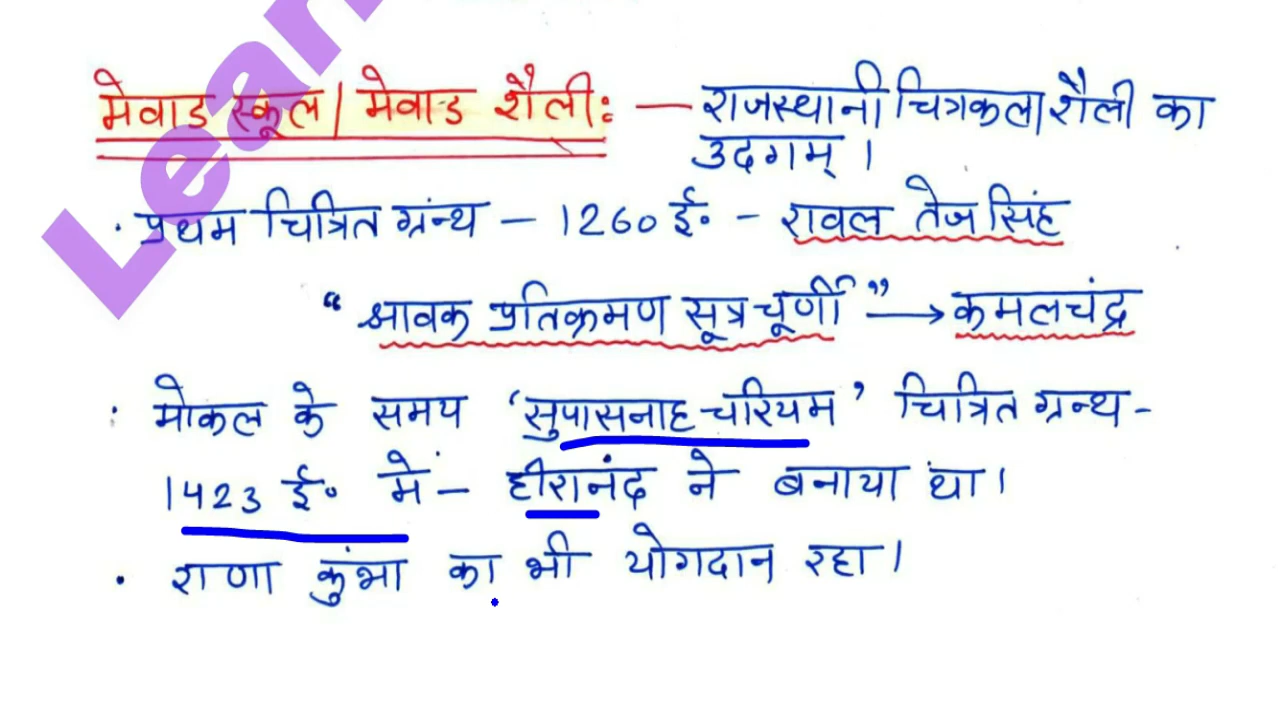 Lear
मेवाड स्कूल / मेवाड शैली: — राजस्थानी चित्रकला/शैली का
उदगम् ।
• प्रथम चित्रित ग्रंन्थ – 1260 ई॰ – रावल तेजसिंह
“श्रावक प्रतिक्रमण सूत्रचूर्णी” → कमलचंद्र
: मोकल के समय ‘सुपासनाह-चरियम’ चित्रित ग्रन्थ –
1423 ई॰ में – हीरानंद ने बनाया था।
• राणा कुंभा का भी योगदान रहा।